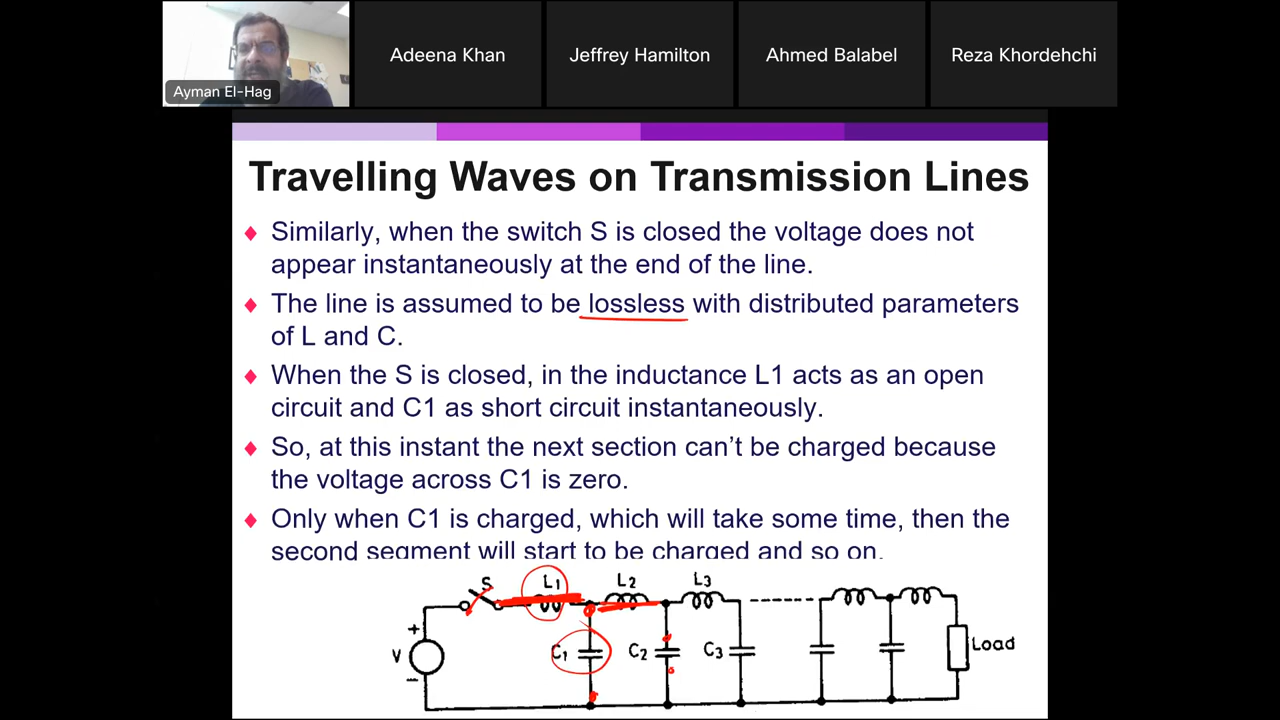 Ayman El-Hag
Adeena Khan
Jeffrey Hamilton
Ahmed Balabel
Reza Khordehchi
Travelling Waves on Transmission Lines
Similarly, when the switch S is closed the voltage does not
appear instantaneously at the end of the line.
The line is assumed to be lossless with distributed parameters
of L and C.
When the S is closed, in the inductance L1 acts as an open
circuit and C1 as short circuit instantaneously.
So, at this instant the next section can’t be charged because
the voltage across C1 is zero.
Only when C1 is charged, which will take some time, then the
second segment will start to be charged and so on.
S L₁ L₂ L₃
+
V C₁ C₂ C₃ Load
−